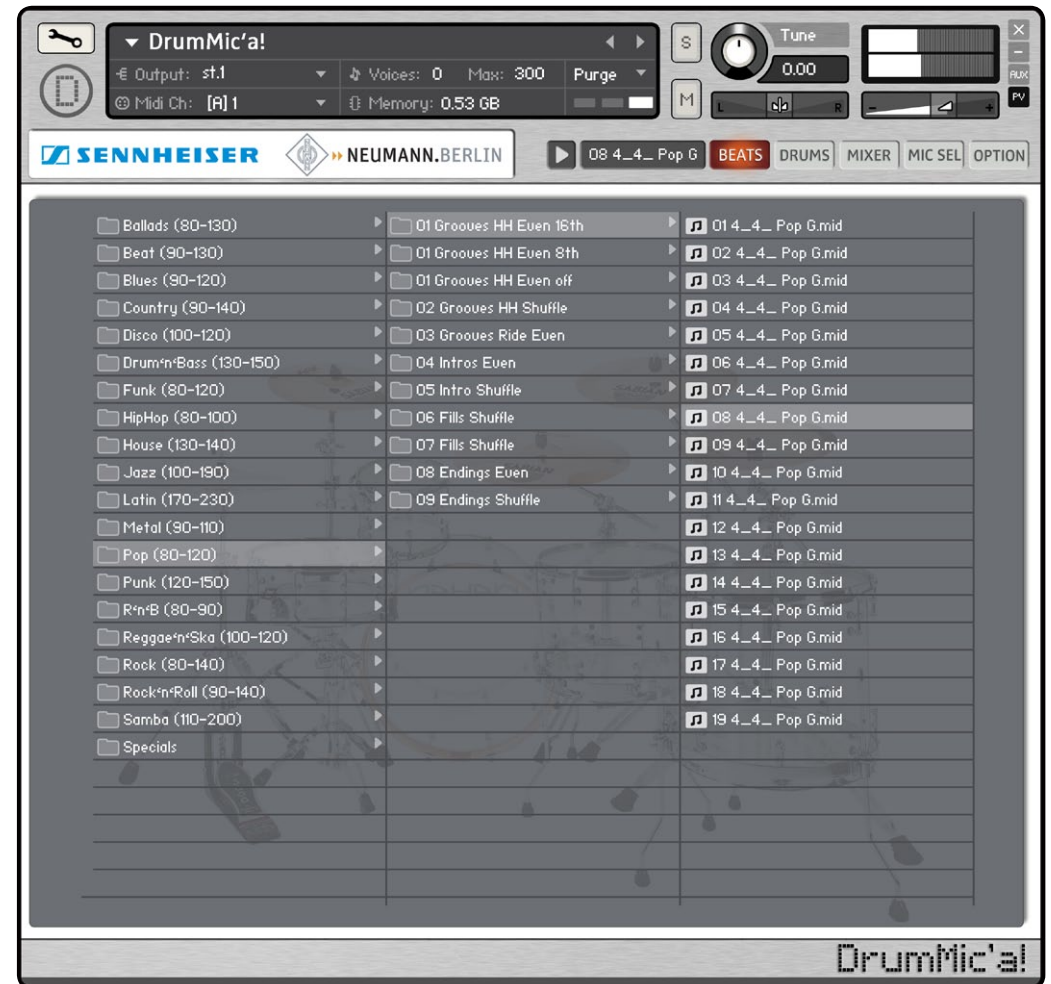 DrumMic'a!
Output: st.1
Voices: 0 Max: 300 Purge
Midi Ch: [A] 1
Memory: 0.53 GB
S
M
Tune
0.00
L R
- +
×
-
AUX
PV
SENNHEISER
NEUMANN.BERLIN
08 4_4_ Pop G
BEATS
DRUMS
MIXER
MIC SEL
OPTION
Ballads (80-130)
Beat (90-130)
Blues (90-120)
Country (90-140)
Disco (100-120)
Drum'n'Bass (130-150)
Funk (80-120)
HipHop (80-100)
House (130-140)
Jazz (100-190)
Latin (170-230)
Metal (90-110)
Pop (80-120)
Punk (120-150)
R'n'B (80-90)
Reggae'n'Ska (100-120)
Rock (80-140)
Rock'n'Roll (90-140)
Samba (110-200)
Specials
01 Grooves HH Even 16th
01 Grooves HH Even 8th
01 Grooves HH Even off
02 Grooves HH Shuffle
03 Grooves Ride Even
04 Intros Even
05 Intro Shuffle
06 Fills Shuffle
07 Fills Shuffle
08 Endings Even
09 Endings Shuffle
01 4_4_ Pop G.mid
02 4_4_ Pop G.mid
03 4_4_ Pop G.mid
04 4_4_ Pop G.mid
05 4_4_ Pop G.mid
06 4_4_ Pop G.mid
07 4_4_ Pop G.mid
08 4_4_ Pop G.mid
09 4_4_ Pop G.mid
10 4_4_ Pop G.mid
11 4_4_ Pop G.mid
12 4_4_ Pop G.mid
13 4_4_ Pop G.mid
14 4_4_ Pop G.mid
15 4_4_ Pop G.mid
16 4_4_ Pop G.mid
17 4_4_ Pop G.mid
18 4_4_ Pop G.mid
19 4_4_ Pop G.mid
DrumMic'a!